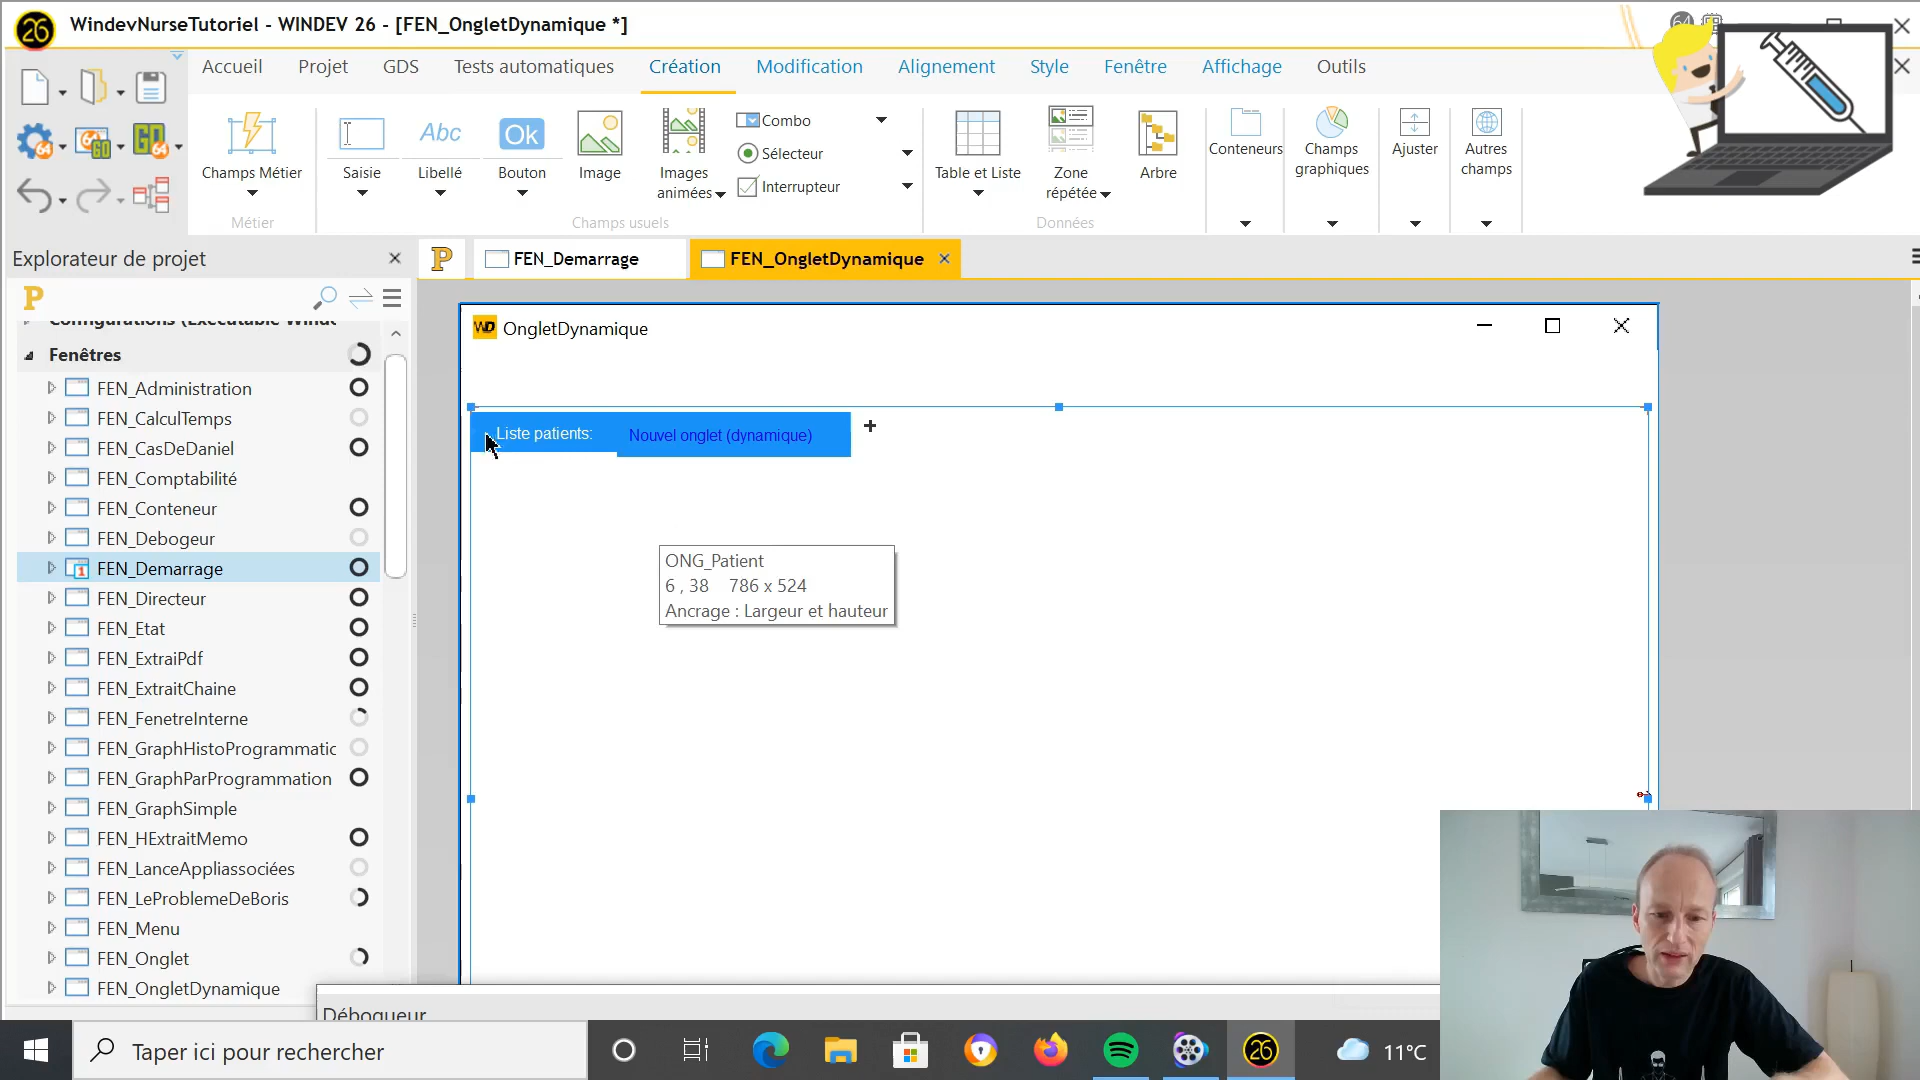 WindevNurseTutoriel - WINDEV 26 - [FEN_OngletDynamique *]
26
64
Accueil Projet GDS Tests automatiques Création Modification Alignement Style Fenêtre Affichage Outils
Champs Métier
Saisie
Abc
Libellé
Ok
Bouton
Image
Images animées
Combo
Sélecteur
Interrupteur
Table et Liste
Zone répétée
Arbre
Conteneurs
Champs graphiques
Ajuster
Autres champs
Métier Champs usuels Données
Explorateur de projet
P
FEN_Demarrage
FEN_OngletDynamique
P
Fenêtres
FEN_Administration
FEN_CalculTemps
FEN_CasDeDaniel
FEN_Comptabilité
FEN_Conteneur
FEN_Debogeur
FEN_Demarrage
FEN_Directeur
FEN_Etat
FEN_ExtraiPdf
FEN_ExtraitChaine
FEN_FenetreInterne
FEN_GraphHistoProgrammatic
FEN_GraphParProgrammation
FEN_GraphSimple
FEN_HExtraitMemo
FEN_LanceAppliassociées
FEN_LeProblemeDeBoris
FEN_Menu
FEN_Onglet
FEN_OngletDynamique
WD OngletDynamique
Liste patients:
Nouvel onglet (dynamique)
+
ONG_Patient
6 , 38 786 x 524
Ancrage : Largeur et hauteur
Débogueur
Taper ici pour rechercher
26
11°C